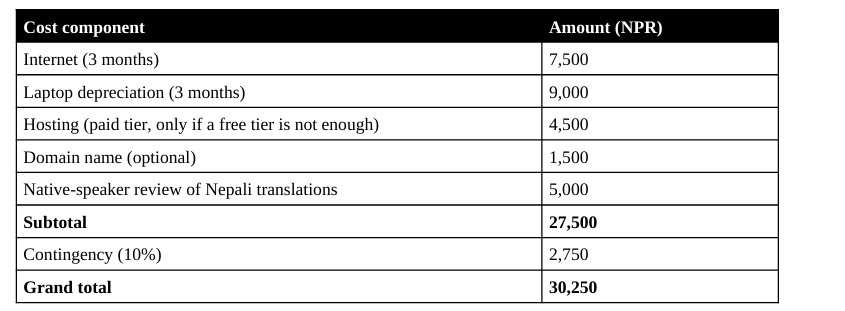 Cost component Amount (NPR)
Internet (3 months) 7,500
Laptop depreciation (3 months) 9,000
Hosting (paid tier, only if a free tier is not enough) 4,500
Domain name (optional) 1,500
Native-speaker review of Nepali translations 5,000
Subtotal 27,500
Contingency (10%) 2,750
Grand total 30,250